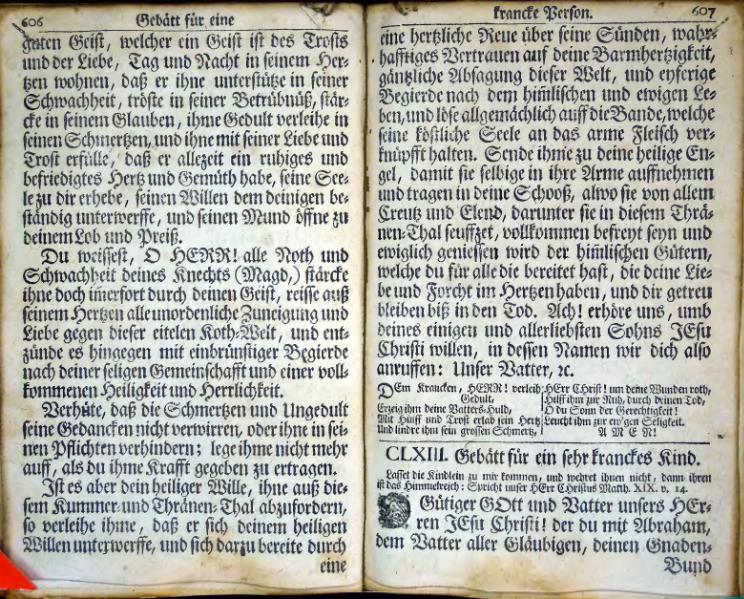 606
Gebätt für eine
guten Geist, welcher ein Geist ist des Trosts
und der Liebe, Tag und Nacht in seinem Her-
tzen wohnen, daß er ihne unterstütze in seiner
Schwachheit, tröste in seiner Betrübnüß, stär-
cke in seinem Glauben, ihme Gedult verleihe in
seinen Schmertzen, und ihne mit seiner Liebe und
Trost erfülle, daß er allezeit ein ruhiges und
befriedigtes Hertz und Gemüth habe, seine See-
le zu dir erhebe, seinen Willen dem deinigen be-
ständig unterwerffe, und seinen Mund öffne zu
deinem Lob und Preiß.
Du weissest, O HERR! alle Noth und
Schwachheit deines Knechts (Magd,) stärcke
ihne doch im̃erfort durch deinen Geist, reisse auß
seinem Hertzen alle unordenliche Zuneigung und
Liebe gegen dieser eitelen Koth-Welt, und ent-
zünde es hingegen mit einbrünstiger Begierde
nach deiner seligen Gemeinschafft und einer voll-
kommenen Heiligkeit und Herrlichkeit.
Verhüte, daß die Schmertzen und Ungedult
seine Gedancken nicht verwirren, oder ihne in sei-
nen Pflichten verhindern; lege ihme nicht mehr
auff, als du ihme Krafft gegeben zu ertragen.
Ist es aber dein heiliger Wille, ihne auß die-
sem Kummer und Thränen-Thal abzufordern,
so verleihe ihme, daß er sich deinem heiligen
Willen unterwerffe, und sich darzu bereite durch
eine
krancke Person.
607
eine hertzliche Reue über seine Sünden, wahr-
hafftiges Vertrauen auf deine Barmhertzigkeit,
gäntzliche Absagung dieser Welt, und eyferige
Begierde nach dem him̃lischen und ewigen Le-
ben, und löse allgemächlich auff die Bande, welche
seine köstliche Seele an das arme Fleisch ver-
knüpfft halten. Sende ihme zu deine heilige En-
gel, damit sie selbige in ihre Arme auffnehmen
und tragen in deine Schooß, alwo sie von allem
Creutz und Elend, darunter sie in diesem Thrä-
nen-Thal seuffzet, vollkommen befreyt seyn und
ewiglich geniessen wird der him̃lischen Gütern,
welche du für alle die bereitet hast, die deine Lie-
be und Forcht im Hertzen haben, und dir getreu
bleiben biß in den Tod. Ach! erhöre uns, umb
deines einigen und allerliebsten Sohns JEsu
Christi willen, in dessen Namen wir dich also
anruffen: Unser Vatter, ꝛc.
DEm Krancken, HERR! verleih
Gedult,
Erzeig ihm deine Vatters-Huld,
Mit Hülff und Trost erlab sein Hertz
Und lindre ihm sein grossen Schmertz,
HErr CHrist! um deine Wunden roth,
Hilff ihm zur Ruh, durch deinen Tod,
O du Sonn der Gerechtigkeit!
Leucht ihm zur ew'gen Seligkeit.
AMEN!
CLXIII. Gebätt für ein sehr kranckes Kind.
Lasset die Kindlein zu mir kommen, und wehret ihnen nicht, dann ihren
ist das Himmelreich: Spricht unser HErr Christus Matth. XIX. v. 14.
O Gütiger GOtt und Vatter unsers HEr-
ren JEsu Christi! der du mit Abraham,
dem Vatter aller Gläubigen, deinen Gnaden-
Bund